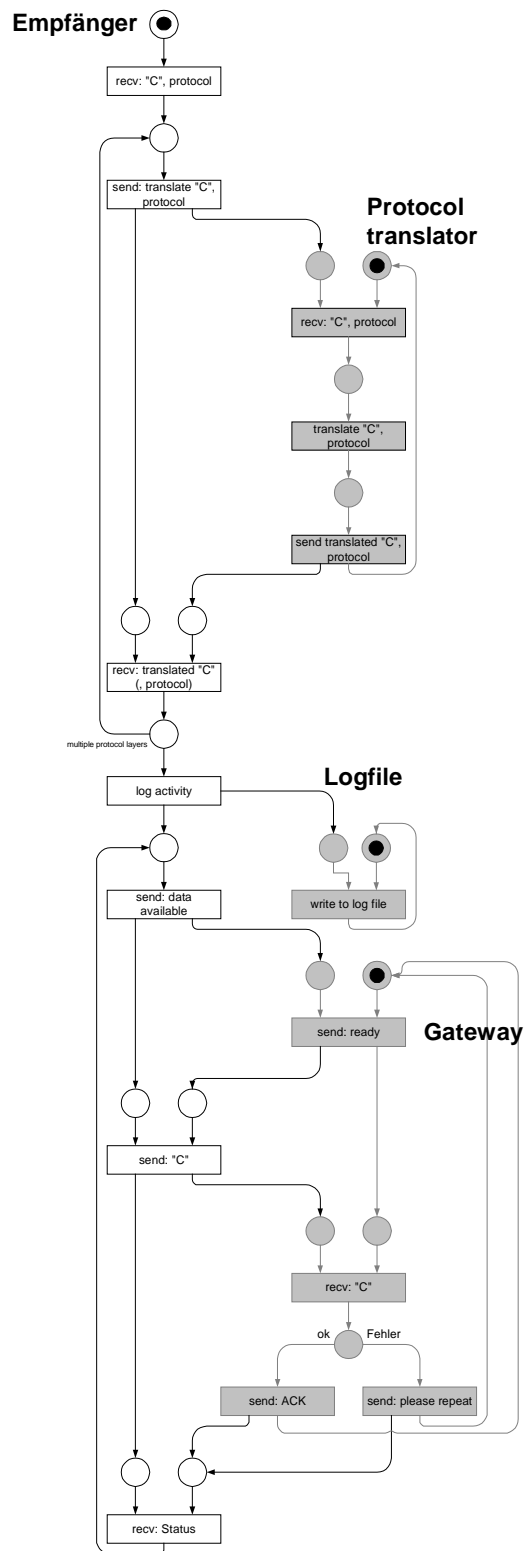 Empfänger
recv: "C", protocol
send: translate "C",
protocol
Protocol
translator
recv: "C", protocol
translate "C",
protocol
send translated "C",
protocol
recv: translated "C"
(, protocol)
multiple protocol layers
Logfile
log activity
write to log file
send: data
available
send: ready
Gateway
send: "C"
recv: "C"
ok
Fehler
send: ACK
send: please repeat
recv: Status